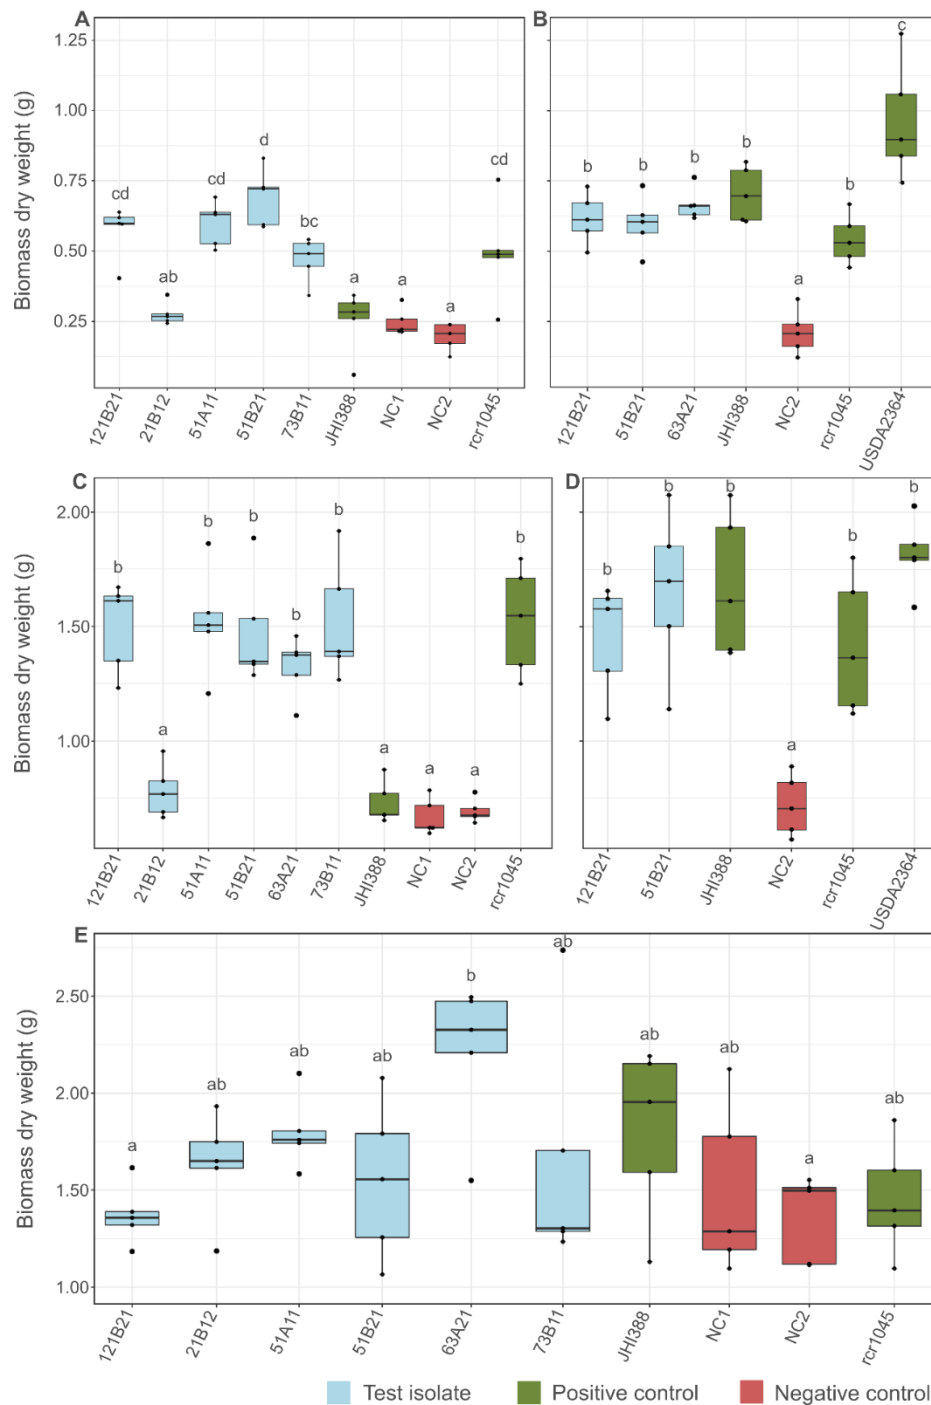 A
B
Biomass dry weight (g)
1.25
1.00
0.75
0.50
0.25
cd
ab
cd
d
bc
a
a
a
cd
b
b
b
b
a
b
c
121B21
21B12
51A11
51B21
73B11
JHI388
NC1
NC2
rcr1045
121B21
51B21
63A21
JHI388
NC2
rcr1045
USDA2364
C
D
Biomass dry weight (g)
2.00
1.50
1.00
b
a
b
b
b
b
a
a
a
b
b
b
b
a
b
b
121B21
21B12
51A11
51B21
63A21
73B11
JHI388
NC1
NC2
rcr1045
121B21
51B21
JHI388
NC2
rcr1045
USDA2364
E
Biomass dry weight (g)
2.50
2.00
1.50
1.00
a
ab
ab
ab
b
ab
ab
ab
a
ab
121B21
21B12
51A11
51B21
63A21
73B11
JHI388
NC1
NC2
rcr1045
Test isolate
Positive control
Negative control